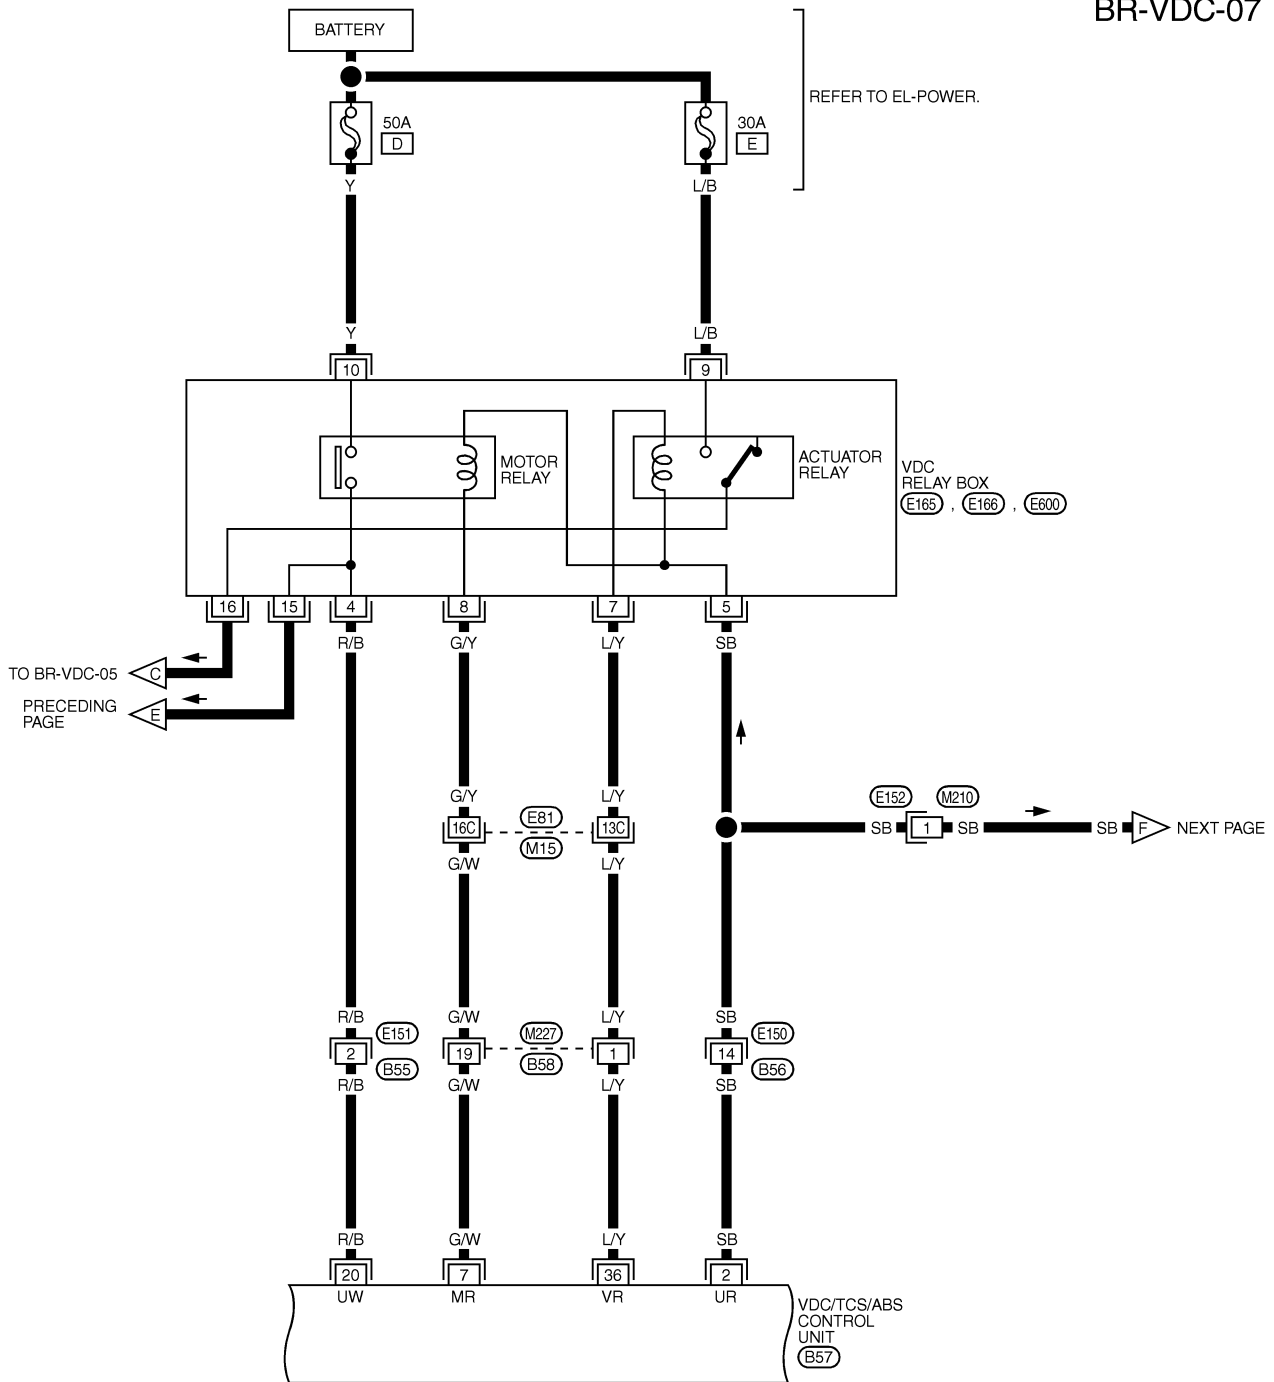 BR-VDC-07
BATTERY
REFER TO EL-POWER.
50A
D
30A
E
Y
L/B
Y
L/B
10
9
MOTOR
RELAY
ACTUATOR
RELAY
VDC
RELAY BOX
E165 , E166 , E600
16
15
4
8
7
5
R/B
G/Y
L/Y
SB
TO BR-VDC-05
C
PRECEDING
PAGE
E
G/Y
L/Y
E152
M210
16C
E81
13C
M15
SB
1
SB
SB
F
NEXT PAGE
G/W
L/Y
R/B
G/W
L/Y
SB
E151
M227
E150
2
19
1
14
B55
B58
B56
R/B
G/W
L/Y
SB
R/B
G/W
L/Y
SB
20
7
36
2
UW
MR
VR
UR
VDC/TCS/ABS
CONTROL
UNIT
B57